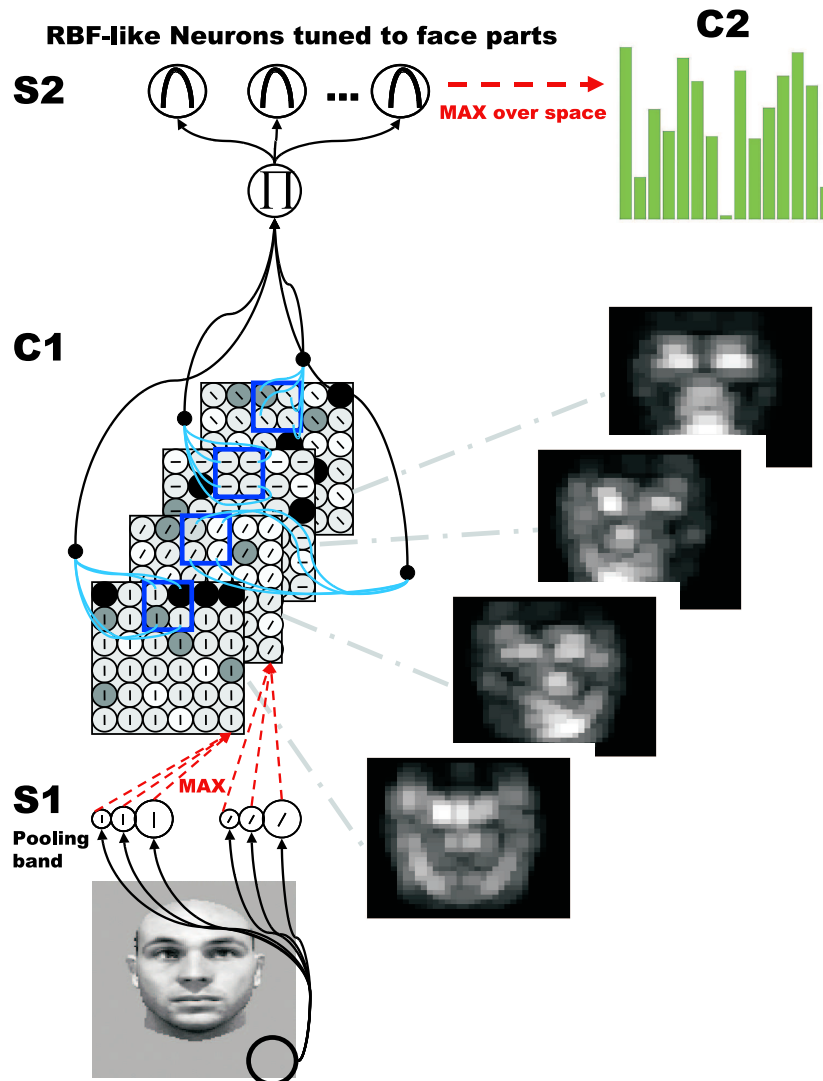 RBF-like Neurons tuned to face parts
C2
S2
...
MAX over space
Π
C1
MAX
S1
Pooling
band